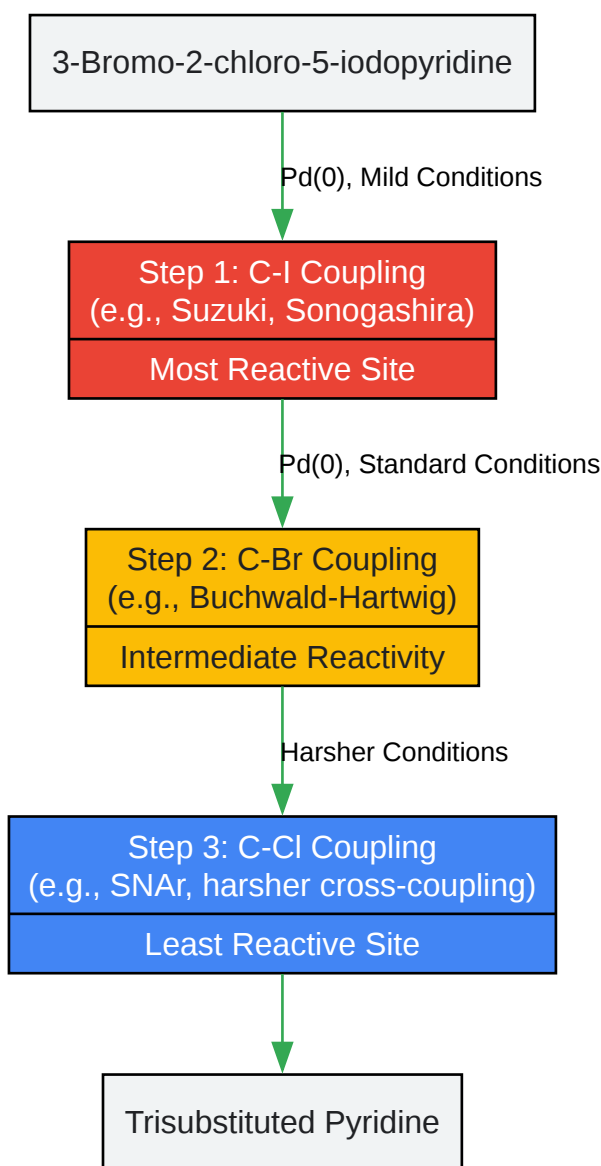 3-Bromo-2-chloro-5-iodopyridine
Pd(0), Mild Conditions
Step 1: C-I Coupling
(e.g., Suzuki, Sonogashira)
Most Reactive Site
Pd(0), Standard Conditions
Step 2: C-Br Coupling
(e.g., Buchwald-Hartwig)
Intermediate Reactivity
Harsher Conditions
Step 3: C-Cl Coupling
(e.g., SNAr, harsher cross-coupling)
Least Reactive Site
Trisubstituted Pyridine